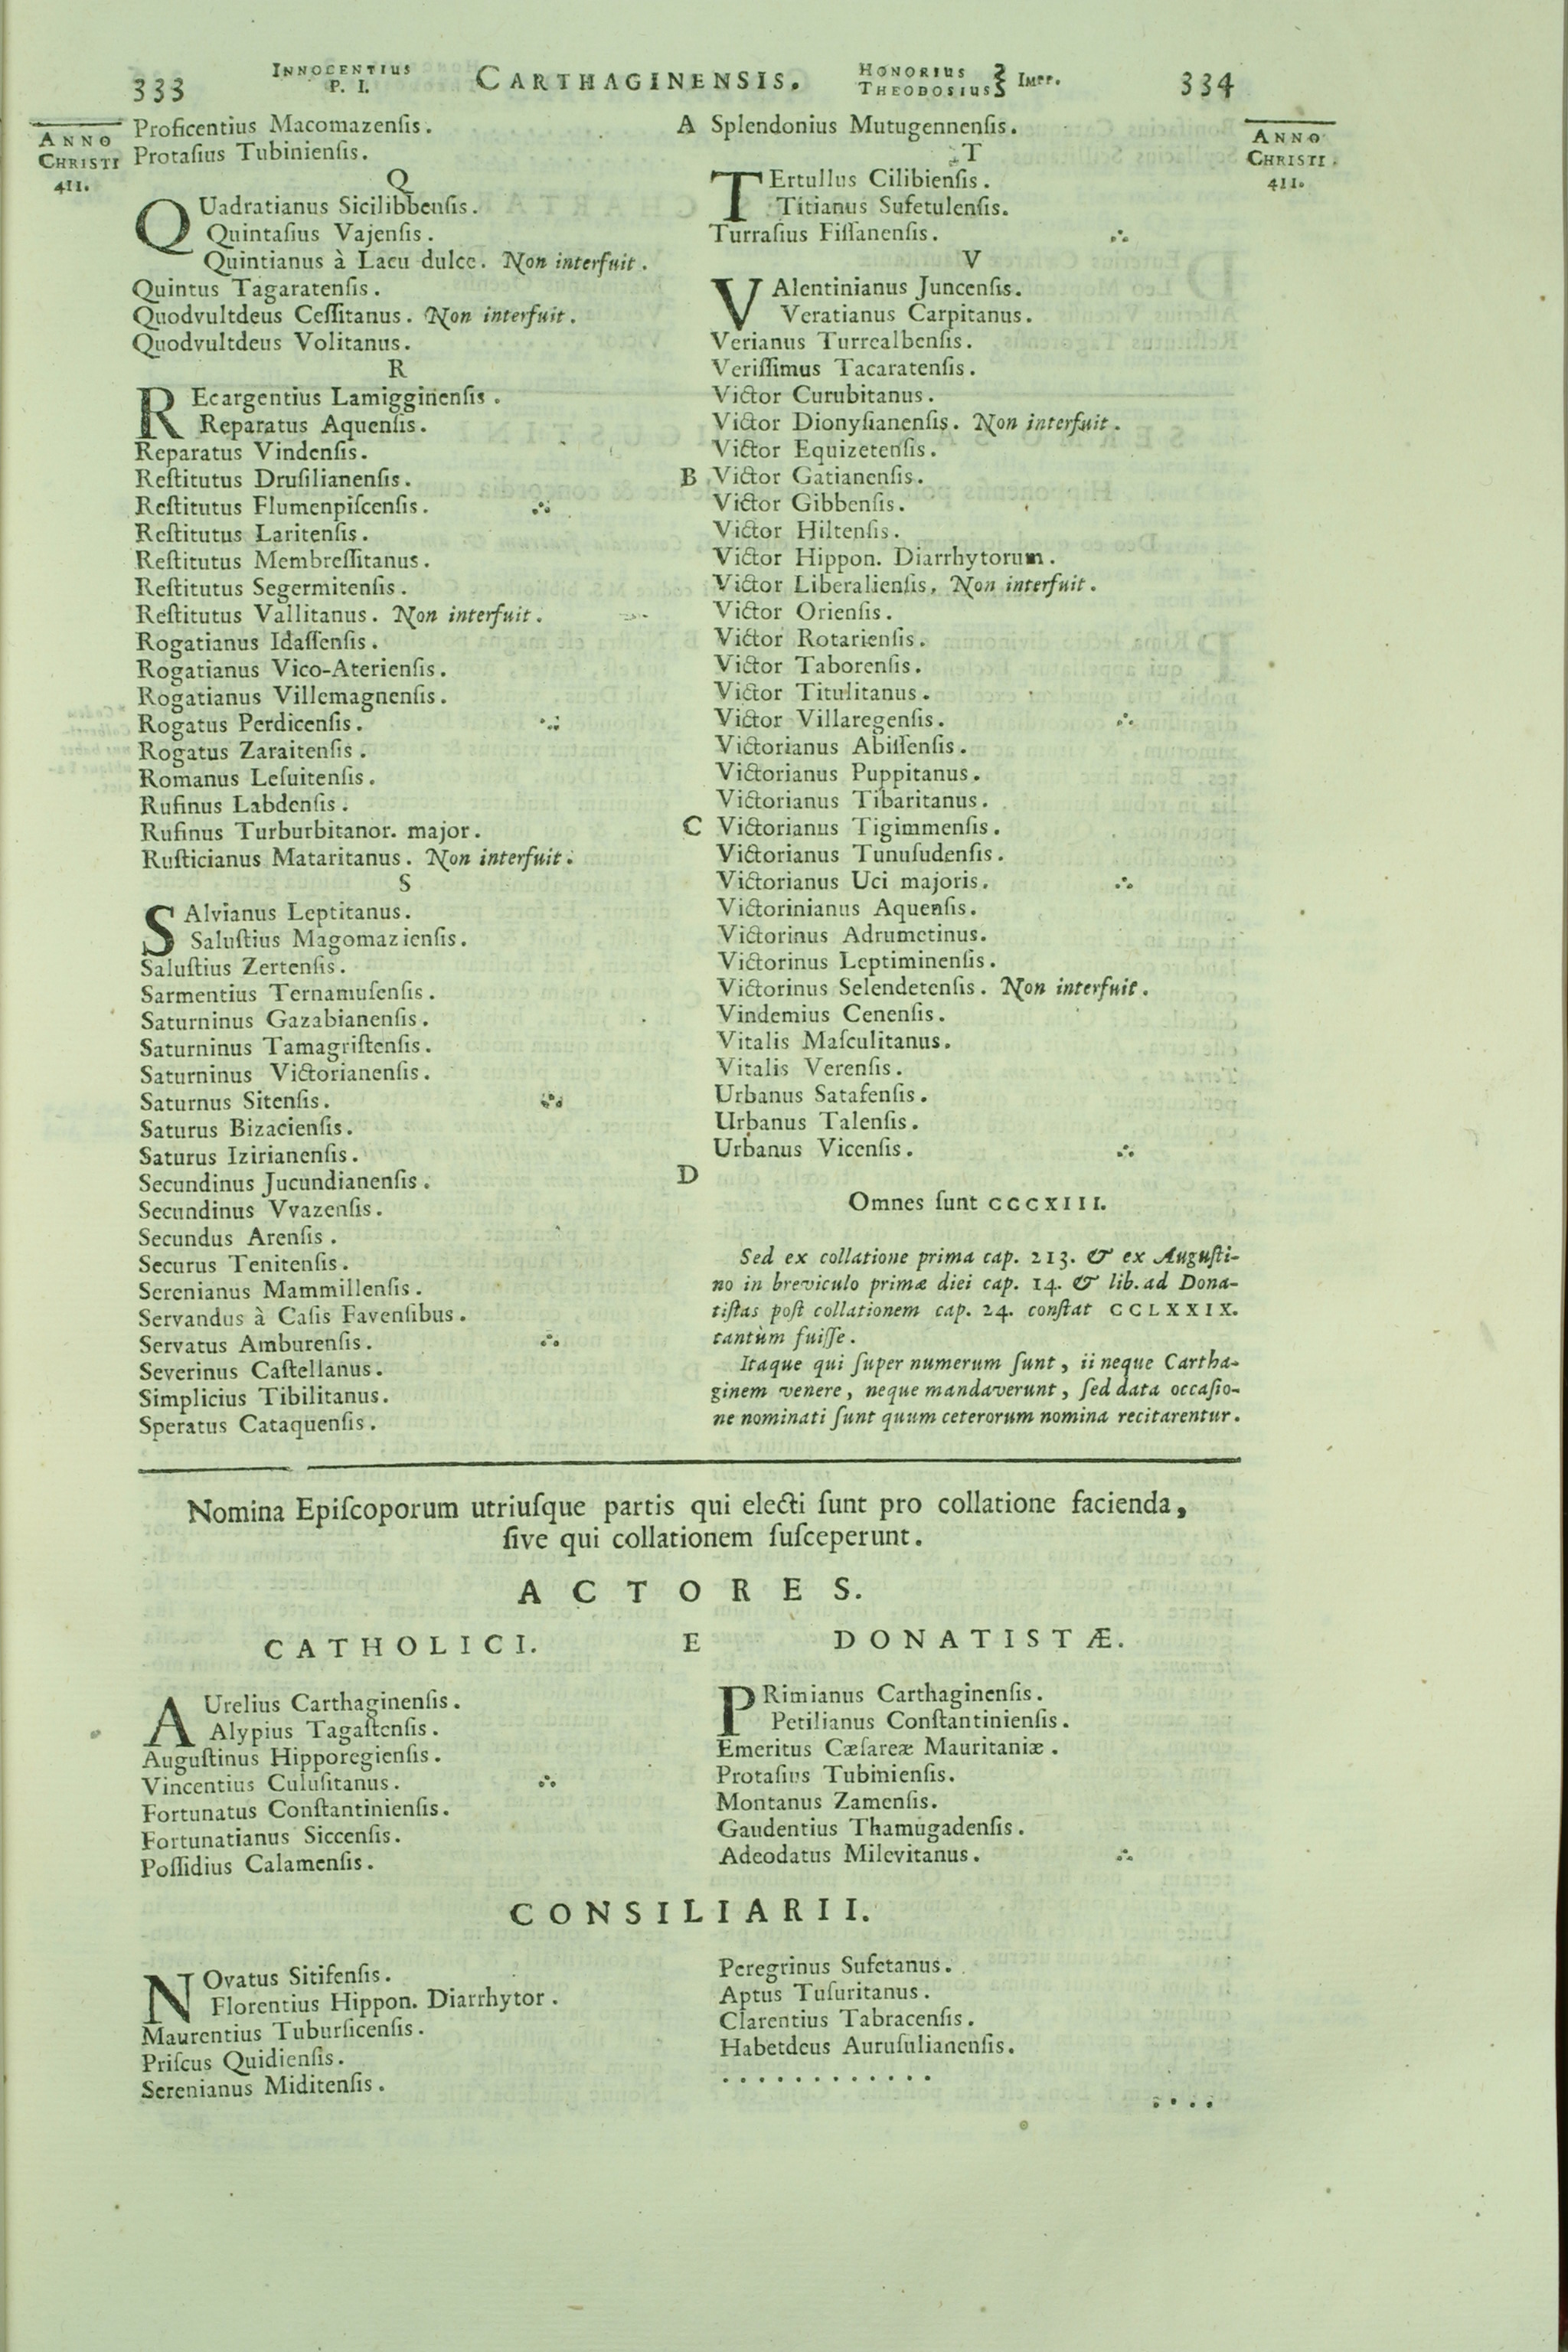 333 INNOCENTIUS P. I. CARTHAGINENSIS. HONORIUS THEODOSIUS } IMPP. 334
ANNO
CHRISTI
411.
Proficentius Macomazenſis.
Protaſius Tubinienſis.
Q
QUadratianus Sicilibbenſis.
Quintaſius Vajenſis.
Quintianus à Lacu dulce. Non interfuit.
Quintus Tagaratenſis.
Quodvultdeus Ceſſitanus. Non interfuit.
Quodvultdeus Volitanus.
R
REcargentius Lamigginenſis.
Reparatus Aquenſis.
Reparatus Vindenſis.
Reſtitutus Druſilianenſis.
Reſtitutus Flumenpiſcenſis.
Reſtitutus Laritenſis.
Reſtitutus Membreſſitanus.
Reſtitutus Segermitenſis.
Reſtitutus Vallitanus. Non interfuit.
Rogatianus Idaſſenſis.
Rogatianus Vico-Aterienſis.
Rogatianus Villemagnenſis.
Rogatus Perdicenſis.
Rogatus Zaraitenſis.
Romanus Leſuitenſis.
Rufinus Labdenſis.
Rufinus Turburbitanor. major.
Ruſticianus Mataritanus. Non interfuit.
S
SAlvianus Leptitanus.
Saluſtius Magomazienſis.
Saluſtius Zertenſis.
Sarmentius Ternamuſenſis.
Saturninus Gazabianenſis.
Saturninus Tamagriſtenſis.
Saturninus Victorianenſis.
Saturnus Sitenſis.
Saturus Bizacienſis.
Saturus Izirianenſis.
Secundinus Jucundianenſis.
Secundinus Vvazenſis.
Secundus Arenſis.
Securus Tenitenſis.
Serenianus Mammillenſis.
Servandus à Caſis Favenſibus.
Servatus Amburenſis.
Severinus Caſtellanus.
Simplicius Tibilitanus.
Speratus Cataquenſis.
A Splendonius Mutugennenſis.
T
TErtullus Cilibienſis.
Titianus Sufetulenſis.
Turraſius Fiſſanenſis.
V
VAlentinianus Juncenſis.
Veratianus Carpitanus.
Verianus Turrealbenſis.
Veriſſimus Tacaratenſis.
Victor Curubitanus.
Victor Dionyſianenſis. Non interfuit.
Victor Equizetenſis.
B Victor Gatianenſis.
Victor Gibbenſis.
Victor Hiltenſis.
Victor Hippon. Diarrhytorum.
Victor Liberalienſis, Non interfuit.
Victor Orienſis.
Victor Rotarienſis.
Victor Taborenſis.
Victor Titulitanus.
Victor Villaregenſis.
Victorianus Abiſſenſis.
Victorianus Puppitanus.
Victorianus Tibaritanus.
C Victorianus Tigimmenſis.
Victorianus Tunuſudenſis.
Victorianus Uci majoris.
Victorinianus Aquenſis.
Victorinus Adrumetinus.
Victorinus Leptiminenſis.
Victorinus Selendetenſis. Non interfuit.
Vindemius Cenenſis.
Vitalis Maſculitanus.
Vitalis Verenſis.
Urbanus Satafenſis.
Urbanus Talenſis.
Urbanus Vicenſis.
D
Omnes ſunt CCCXIII.
Sed ex collatione prima cap. 213. & ex Auguſti-
no in breviculo primæ diei cap. 14. & lib. ad Dona-
tiſtas poſt collationem cap. 24. conſtat CCLXXIX.
tantùm fuiſſe.
Itaque qui ſuper numerum ſunt, ii neque Cartha-
ginem venere, neque mandaverunt, ſed data occaſio-
ne nominati ſunt quum ceterorum nomina recitarentur.
ANNO
CHRISTI.
411.
Nomina Epiſcoporum utriuſque partis qui electi ſunt pro collatione facienda,
ſive qui collationem ſuſceperunt.
ACTORES.
CATHOLICI. E DONATISTÆ.
AUrelius Carthaginenſis.
Alypius Tagaſtenſis.
Auguſtinus Hipporegienſis.
Vincentius Culuſitanus.
Fortunatus Conſtantinienſis.
Fortunatianus Siccenſis.
Poſſidius Calamenſis.
PRimianus Carthaginenſis.
Petilianus Conſtantinienſis.
Emeritus Cæſareæ Mauritaniæ.
Protaſius Tubinienſis.
Montanus Zamenſis.
Gaudentius Thamugadenſis.
Adeodatus Milevitanus.
CONSILIARII.
NOvatus Sitifenſis.
Florentius Hippon. Diarrhytor.
Maurentius Tuburſicenſis.
Priſcus Quidienſis.
Serenianus Miditenſis.
Peregrinus Sufetanus.
Aptus Tuſuritanus.
Clarentius Tabracenſis.
Habetdeus Auruſulianenſis.
. . . . . . . . . . . .
. . . .